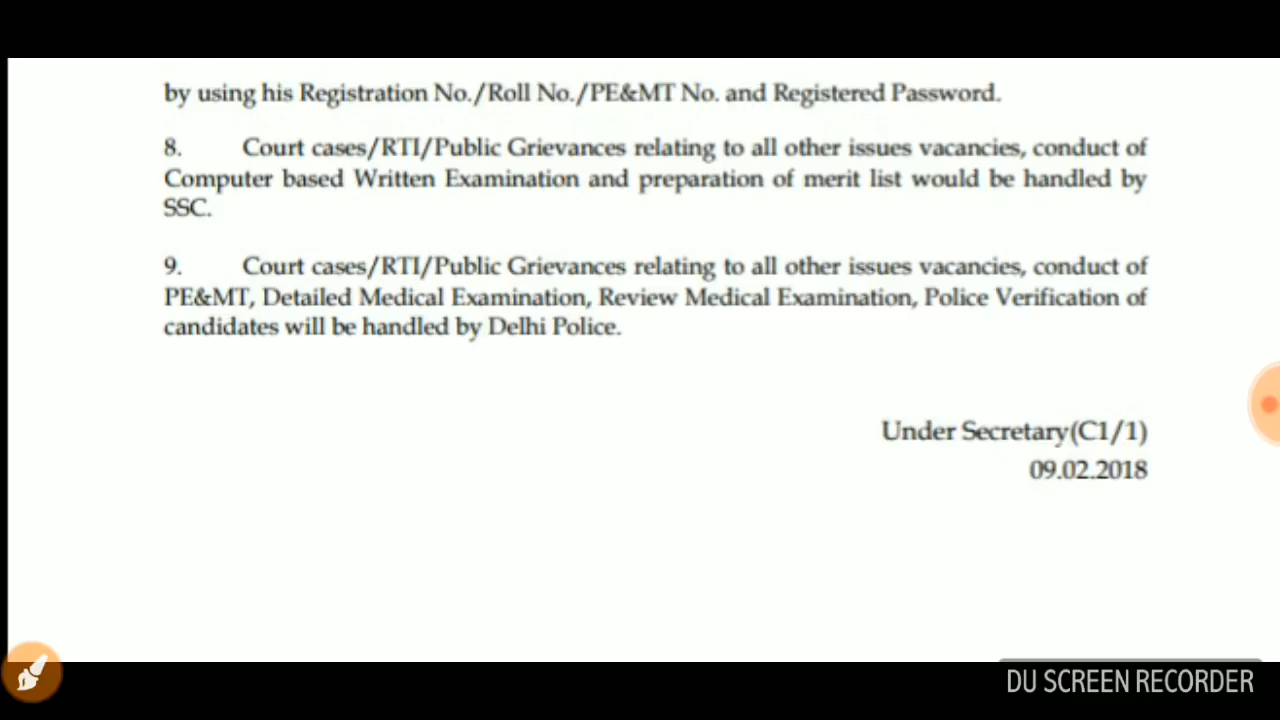 by using his Registration No./Roll No./PE&MT No. and Registered Password.
8. Court cases/RTI/Public Grievances relating to all other issues vacancies, conduct of
Computer based Written Examination and preparation of merit list would be handled by
SSC.
9. Court cases/RTI/Public Grievances relating to all other issues vacancies, conduct of
PE&MT, Detailed Medical Examination, Review Medical Examination, Police Verification of
candidates will be handled by Delhi Police.
Under Secretary(C1/1)
09.02.2018
DU SCREEN RECORDER